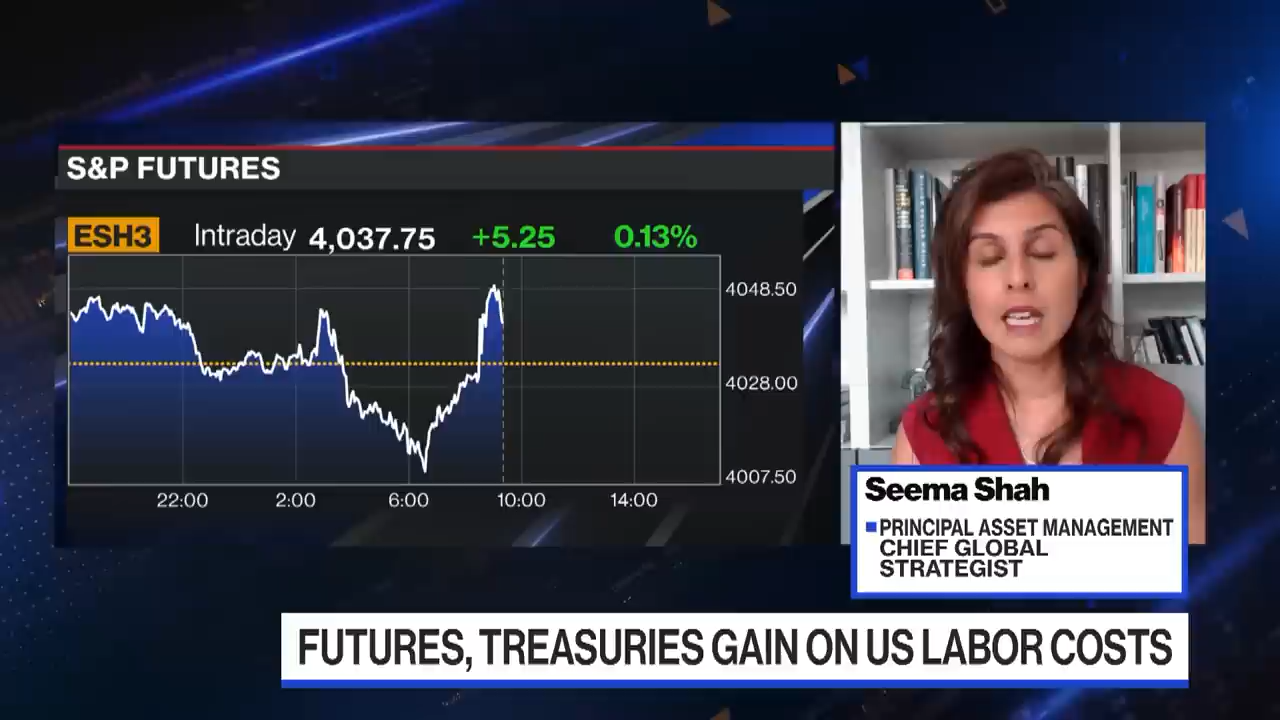 S&P FUTURES
ESH3 Intraday 4,037.75 +5.25 0.13%
4048.50
4028.00
4007.50
22:00 2:00 6:00 10:00 14:00
Seema Shah
PRINCIPAL ASSET MANAGEMENT
CHIEF GLOBAL
STRATEGIST
FUTURES, TREASURIES GAIN ON US LABOR COSTS